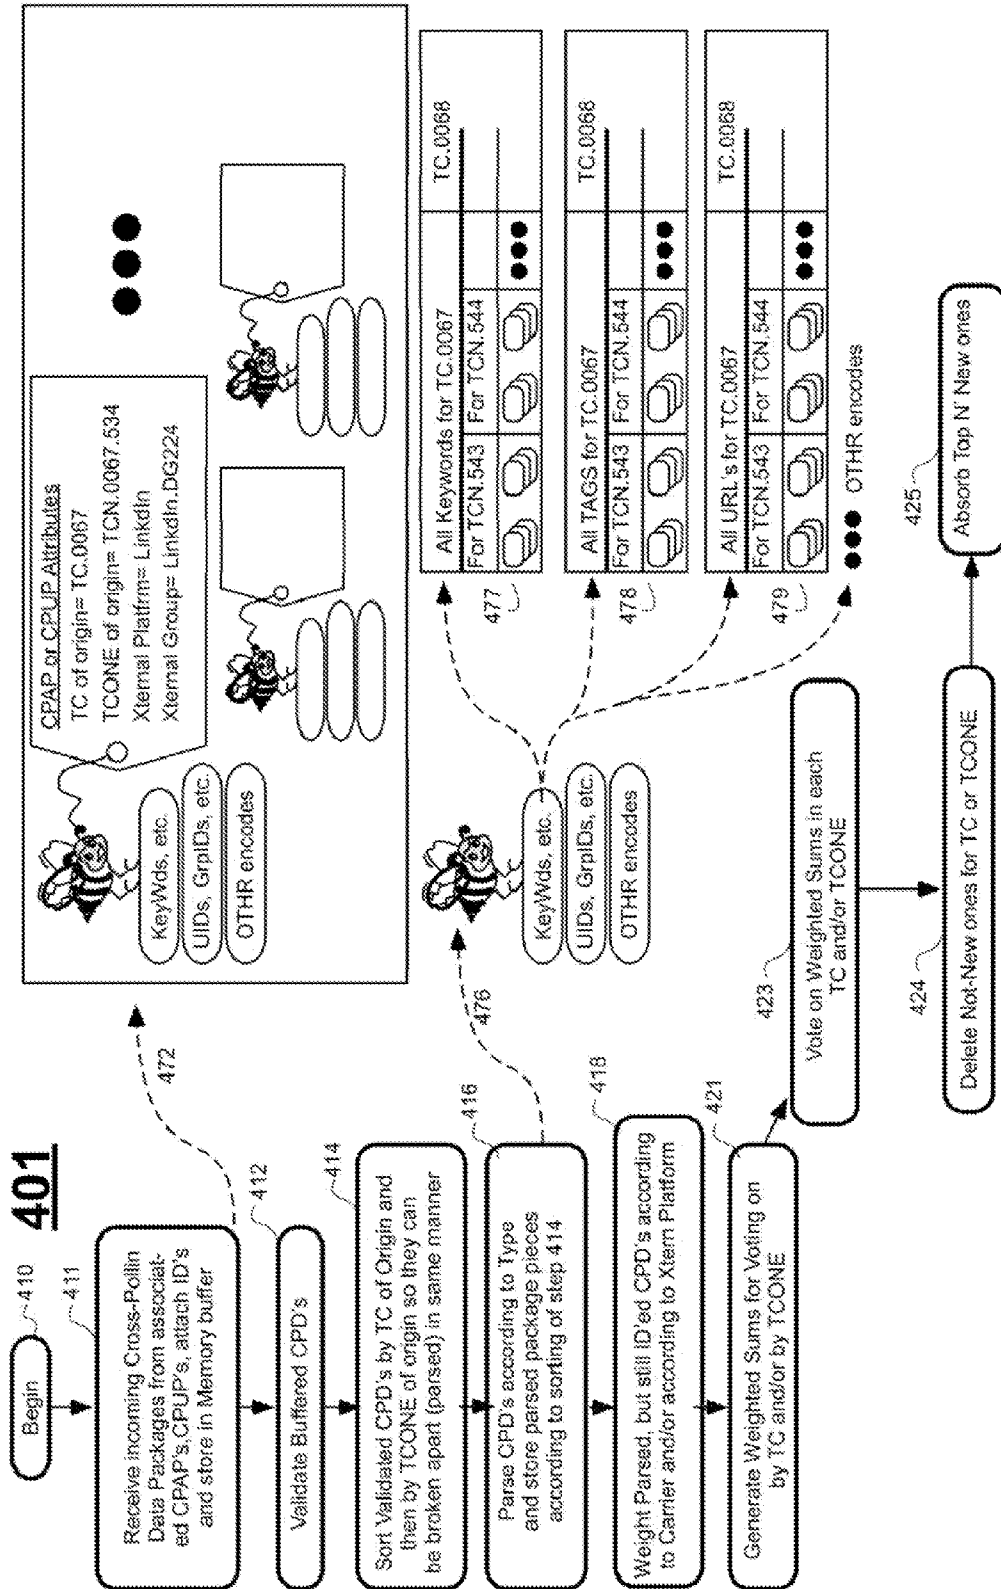 401
Begin
410
Receive incoming Cross-Pollin
Data Packages from associat-
ed CPAP's,CPUP's, attach ID's
and store in Memory buffer
411
Validate Buffered CPD's
412
Sort Validated CPD's by TC of Origin and
then by TCONE of origin so they can
be broken apart (parsed) in same manner
414
Parse CPD's according to Type
and store parsed package pieces
according to sorting of step 414
416
Weight Parsed, but still ID'ed CPD's according
to Carrier and/or according to Xtern Platform
418
Generate Weighted Sums for Voting on
by TC and/or by TCONE
421
Vote on Weighted Sums in each
TC and/or TCONE
423
Delete Not-New ones for TC or TCONE
424
Absorb Top N' New ones
425
472
CPAP or CPUP Attributes
TC of origin= TC.0067
TCONE of origin= TCN.0067.534
Xternal Platfrm= LinkdIn
Xternal Group= LinkdIn.DG224
KeyWds, etc.
UIDs, GrpIDs, etc.
OTHR encodes
476
KeyWds, etc.
UIDs, GrpIDs, etc.
OTHR encodes
All Keywords for TC.0067
TC.0068
For TCN.543
For TCN.544
477
All TAGS for TC.0067
TC.0068
For TCN.543
For TCN.544
478
All URL's for TC.0067
TC.0068
For TCN.543
For TCN.544
479
OTHR encodes